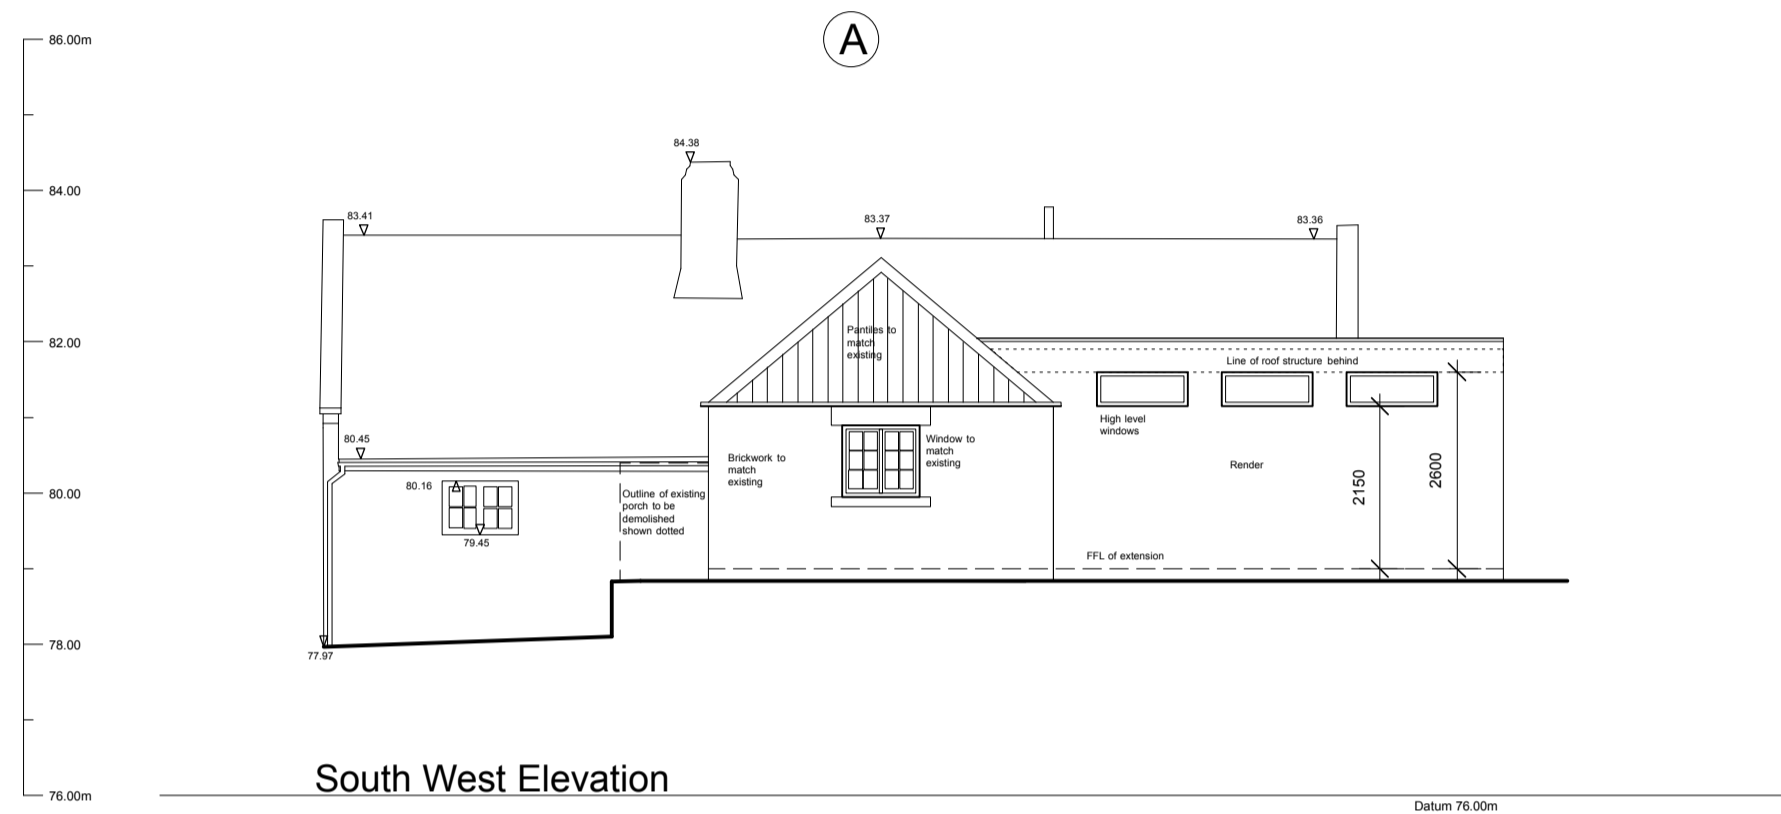 A
86.00m
84.00
82.00
80.00
78.00
76.00m
84.38
83.41
83.37
83.36
Pantiles to
match
existing
Line of roof structure behind
High level
windows
80.45
Window to
match
existing
Brickwork to
match
existing
Render
2150
2600
80.16
Outline of existing
porch to be
demolished
shown dotted
79.45
FFL of extension
77.97
South West Elevation
Datum 76.00m